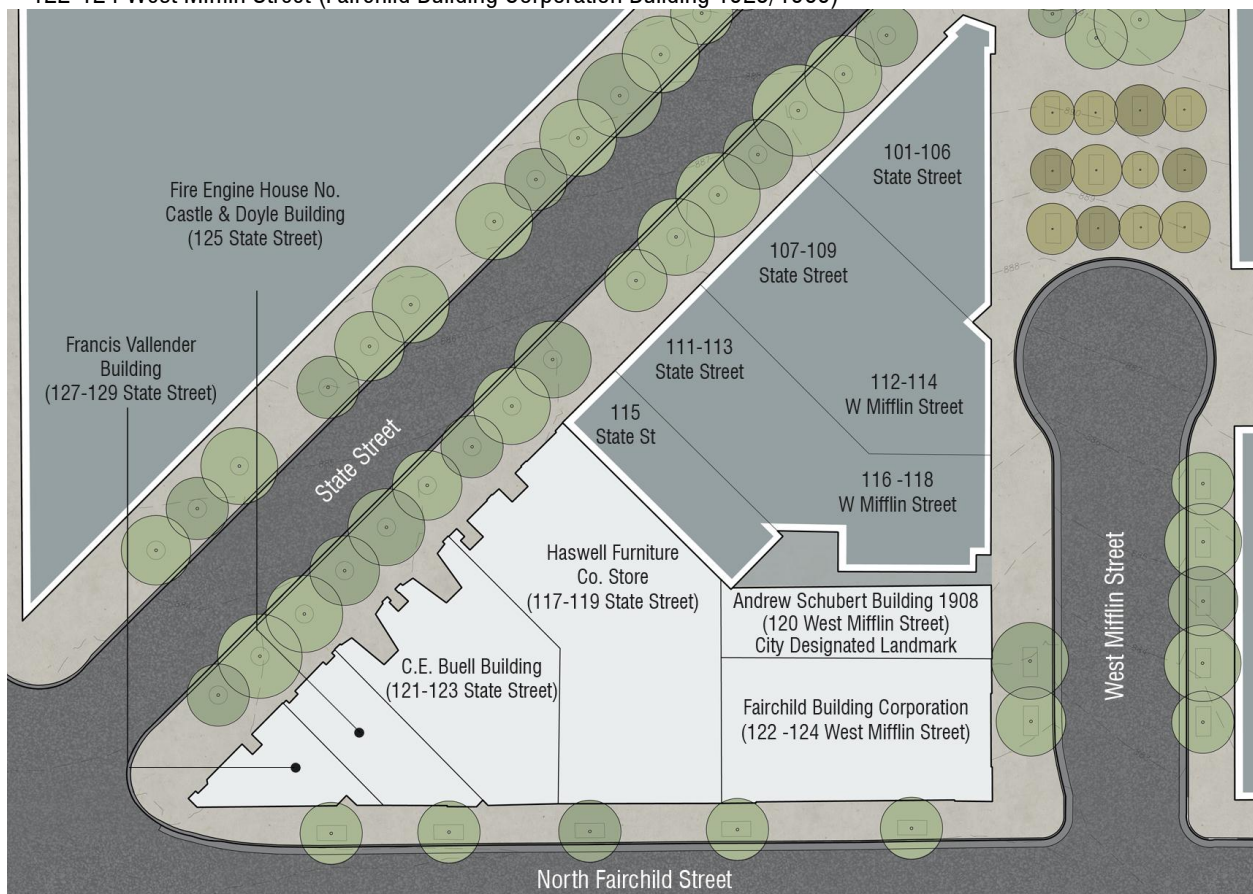 122-124 West Mifflin Street (Fairchild Building Corporation Building 1925/1985)
101-106
State Street
Fire Engine House No.
Castle & Doyle Building
(125 State Street)
107-109
State Street
Francis Vallender
Building
(127-129 State Street)
111-113
State Street
112-114
W Mifflin Street
115
State St
State Street
116 -118
W Mifflin Street
Haswell Furniture
Co. Store
(117-119 State Street)
Andrew Schubert Building 1908
(120 West Mifflin Street)
City Designated Landmark
West Mifflin Street
C.E. Buell Building
(121-123 State Street)
Fairchild Building Corporation
(122 -124 West Mifflin Street)
North Fairchild Street
888